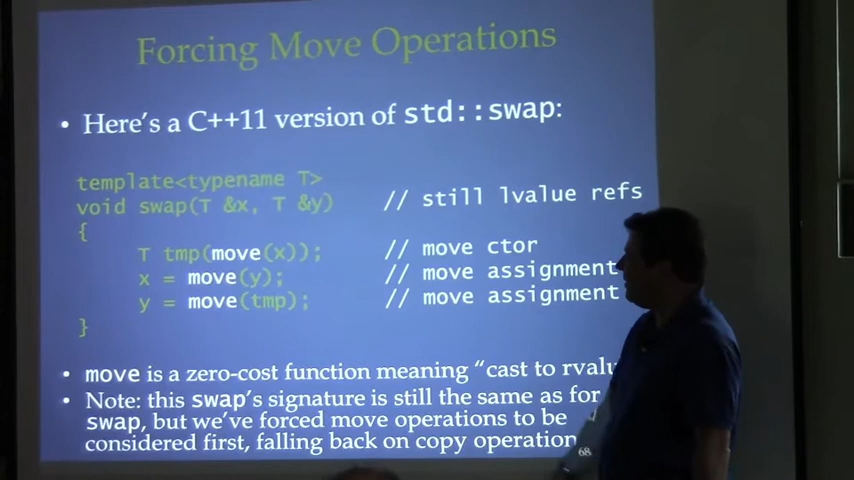 Forcing Move Operations
• Here's a C++11 version of std::swap:
template<typename T>
void swap(T &x, T &y) // still lvalue refs
{
T tmp(move(x)); // move ctor
x = move(y); // move assignment
y = move(tmp); // move assignment
}
• move is a zero-cost function meaning "cast to
• Note: this swap's signature is still the same as for
swap, but we've forced move operations to be
considered first, falling back on copy
68